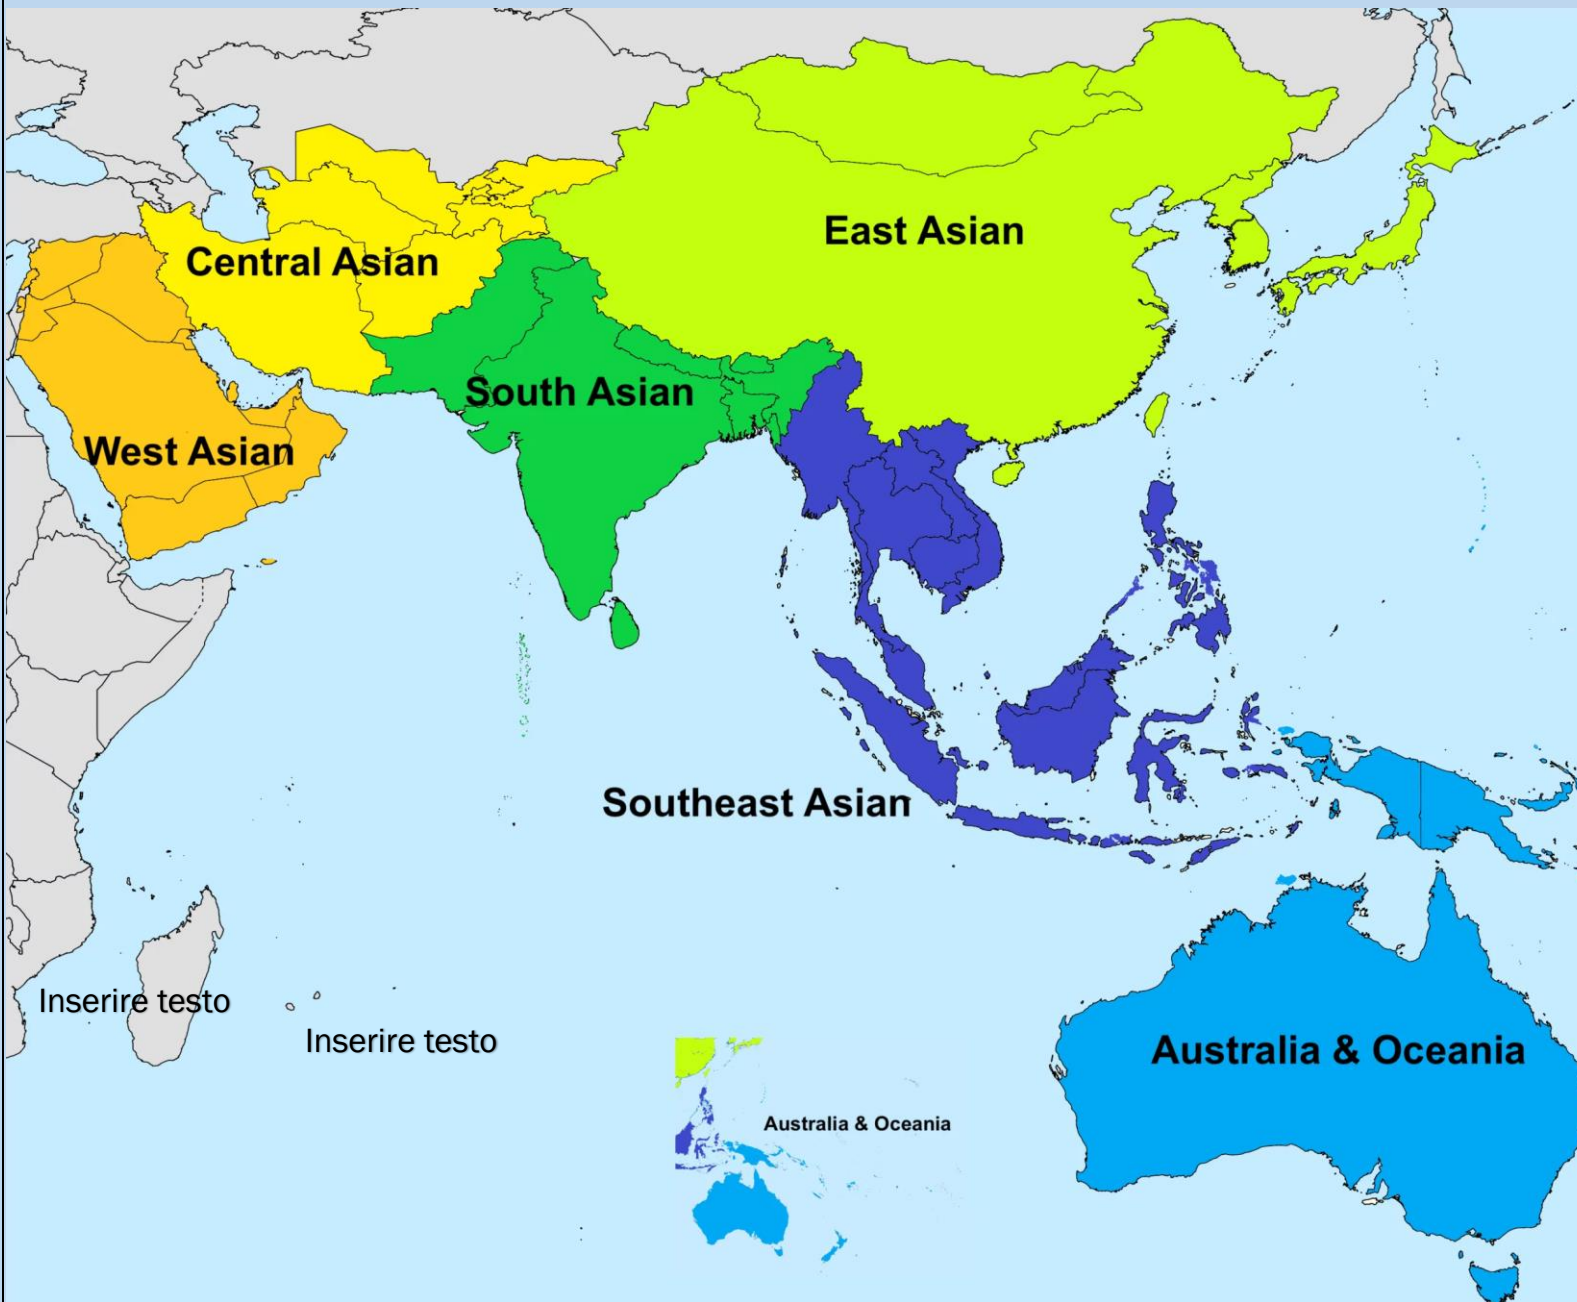 East Asian
Central Asian
South Asian
West Asian
Southeast Asian
Inserire testo
Inserire testo
Australia & Oceania
Australia & Oceania